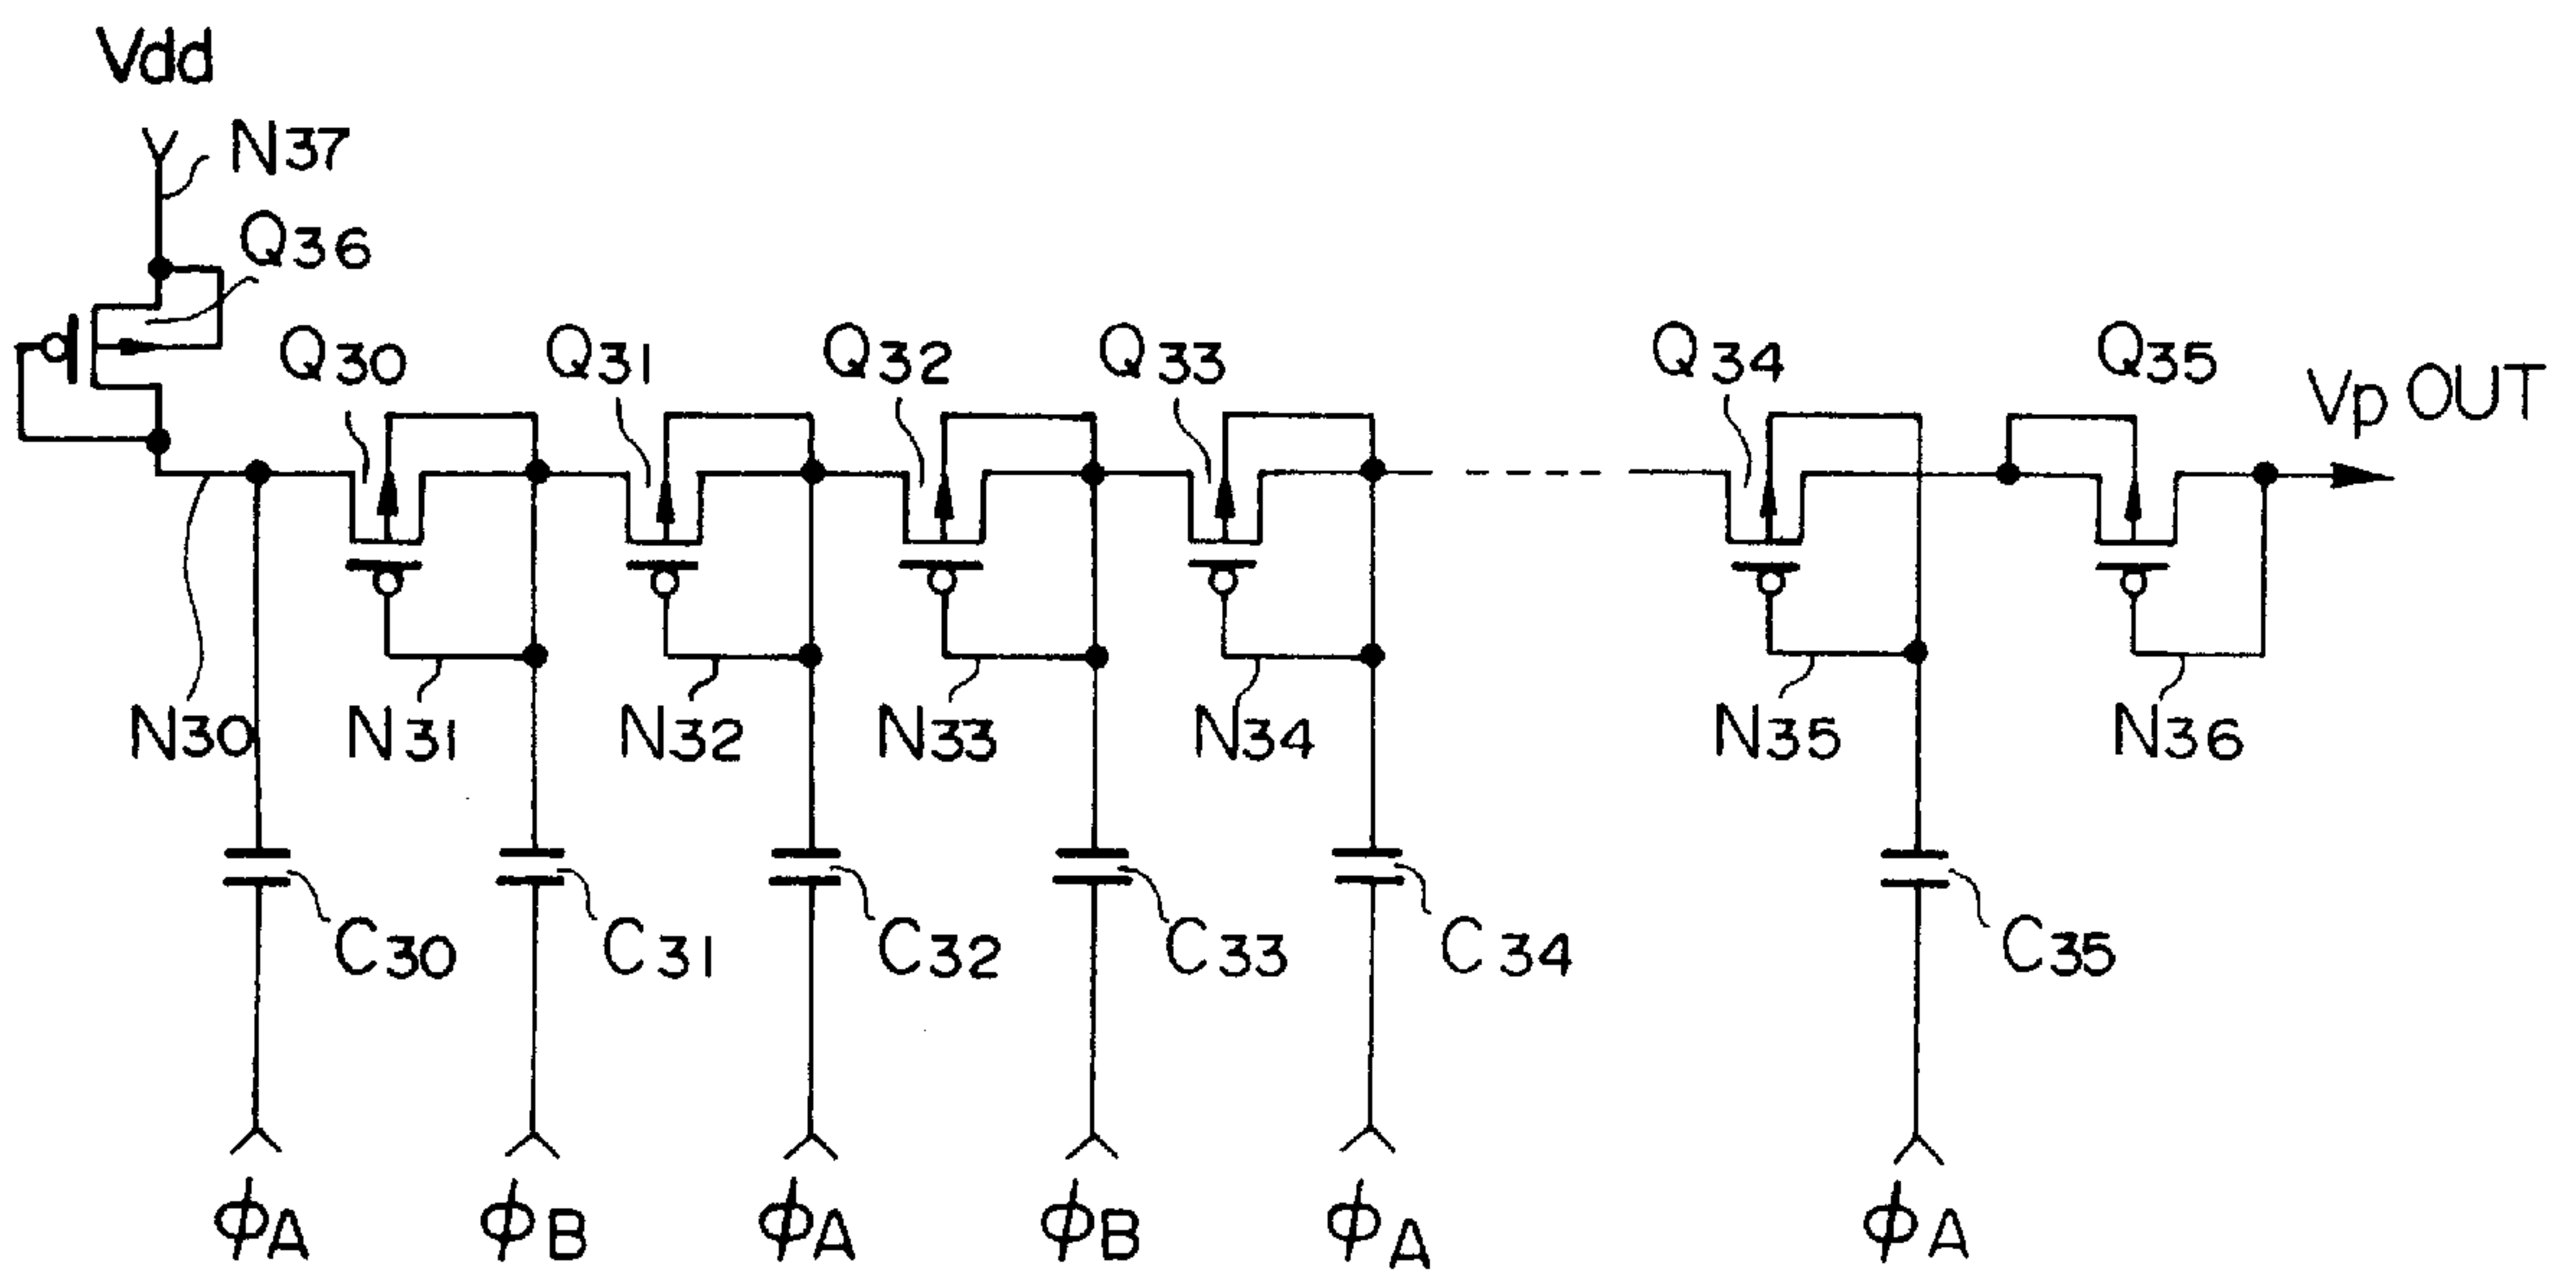 Vdd
N37
Q36
Q30
Q31
Q32
Q33
Q34
Q35
Vp OUT
N30
N31
N32
N33
N34
N35
N36
C30
C31
C32
C33
C34
C35
ϕA
ϕB
ϕA
ϕB
ϕA
ϕA